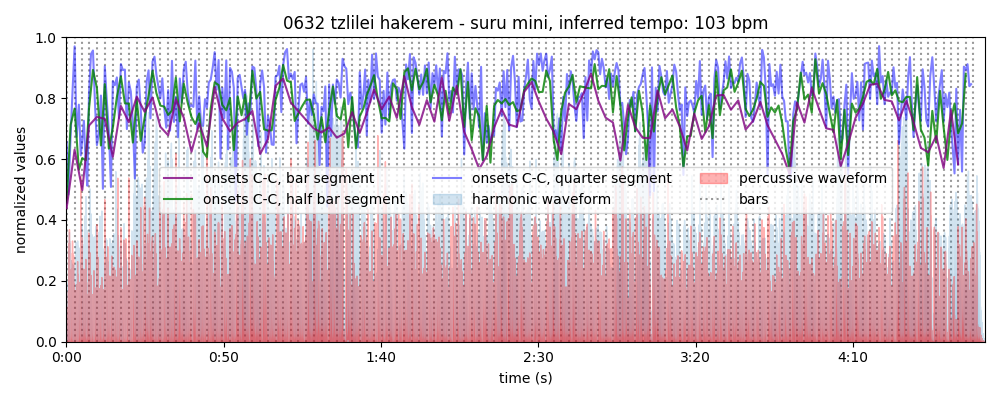 0632 tzlilei hakerem - suru mini, inferred tempo: 103 bpm
normalized values
1.0
0.8
0.6
0.4
0.2
0.0
onsets C-C, bar segment
onsets C-C, half bar segment
onsets C-C, quarter segment
harmonic waveform
percussive waveform
bars
0:00 0:50 1:40 2:30 3:20 4:10
time (s)